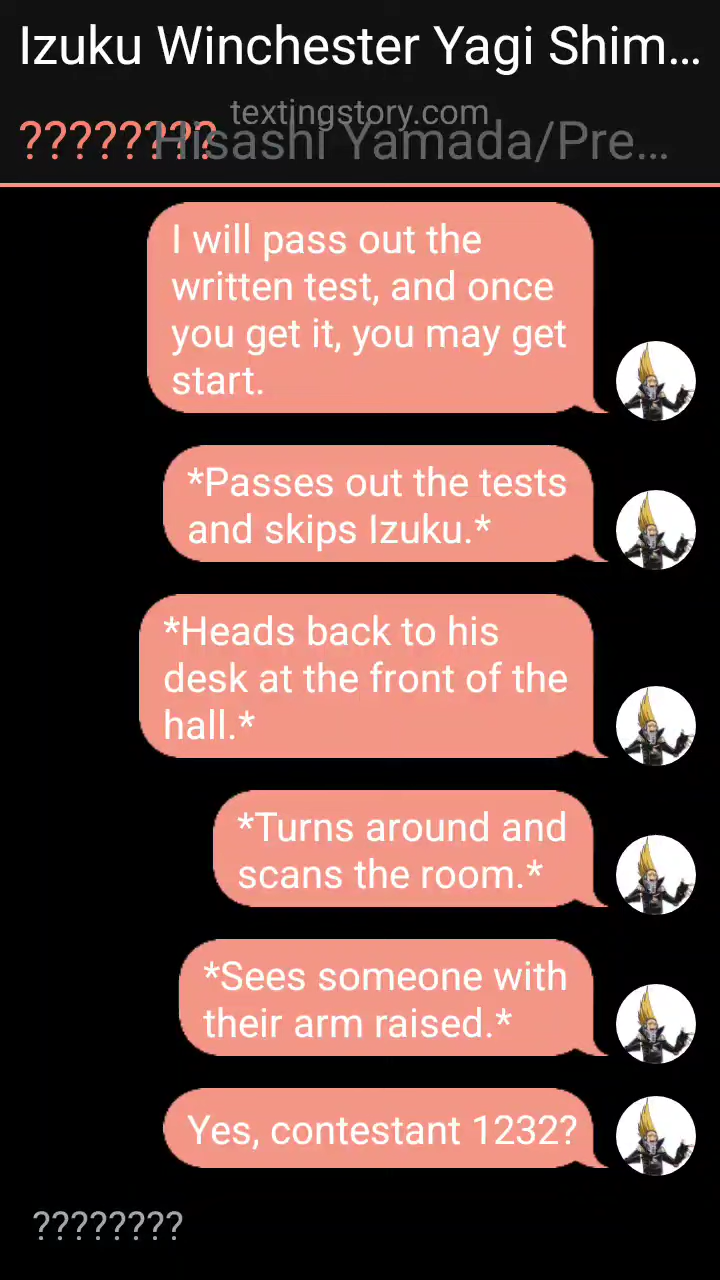 Izuku Winchester Yagi Shim...
textingstory.com
????????
Hisashi Yamada/Pre...
I will pass out the
written test, and once
you get it, you may get
start.
*Passes out the tests
and skips Izuku.*
*Heads back to his
desk at the front of the
hall.*
*Turns around and
scans the room.*
*Sees someone with
their arm raised.*
Yes, contestant 1232?
????????